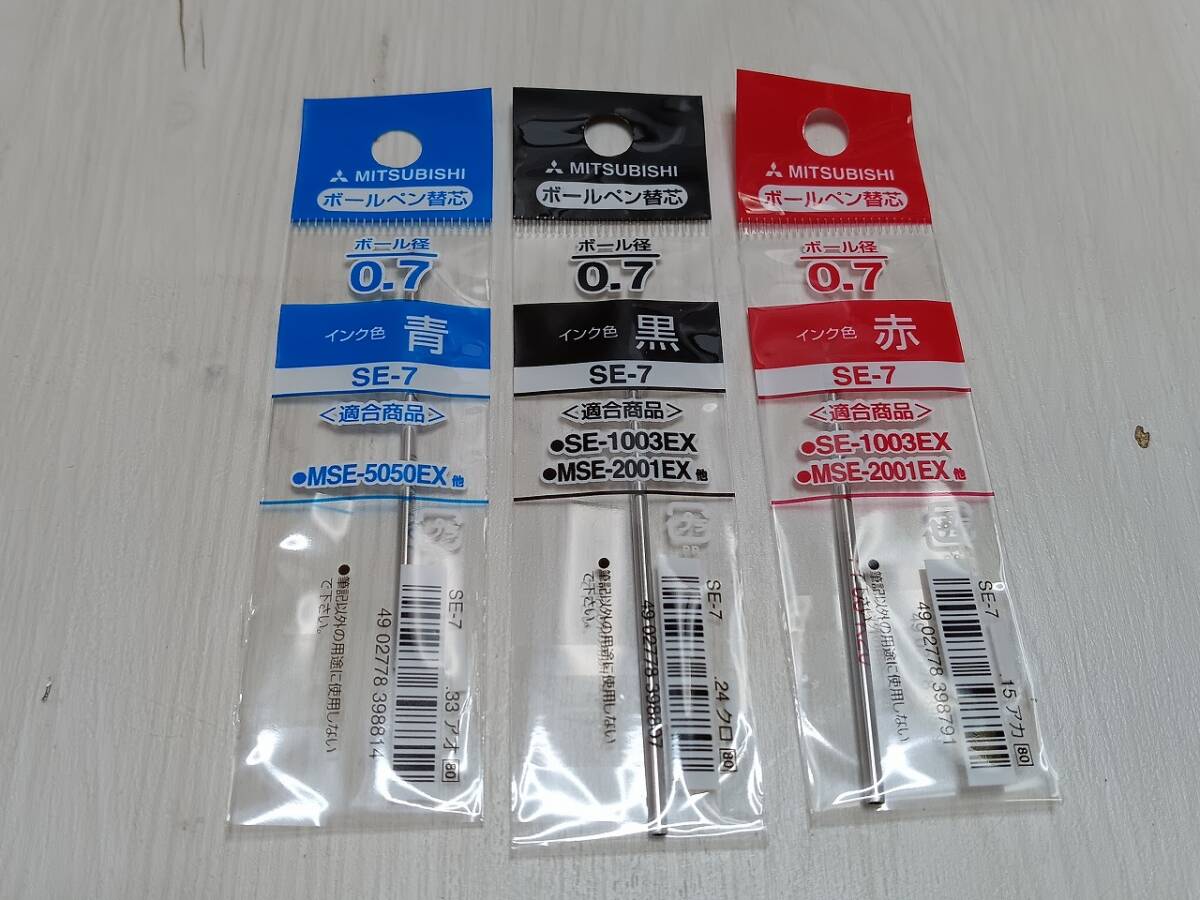 MITSUBISHI
ボールペン替芯
ボール径
0.7
インク色 青
SE-7
<適合商品>
●MSE-5050EX 他
●筆記以外の用途に使用しない
で下さい。
SE-7 .33 アオ 80
49 02778 398814
MITSUBISHI
ボールペン替芯
ボール径
0.7
インク色 黒
SE-7
<適合商品>
●SE-1003EX
●MSE-2001EX 他
プラ
PP
●筆記以外の用途に使用しない
で下さい。
SE-7 .24 クロ 80
49 02778 398807
MITSUBISHI
ボールペン替芯
ボール径
0.7
インク色 赤
SE-7
<適合商品>
●SE-1003EX
●MSE-2001EX 他
●筆記以外の用途に使用しない
SE-7 .15 アカ 80
49 02778 398791